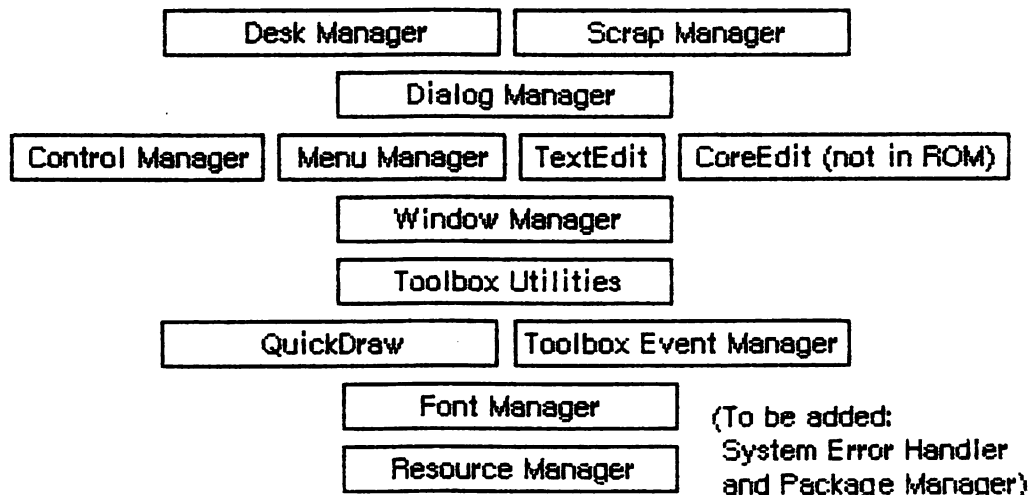 Desk Manager Scrap Manager
Dialog Manager
Control Manager Menu Manager TextEdit CoreEdit (not in ROM)
Window Manager
Toolbox Utilities
QuickDraw Toolbox Event Manager
Font Manager
(To be added:
System Error Handler
Resource Manager
and Package Manager)